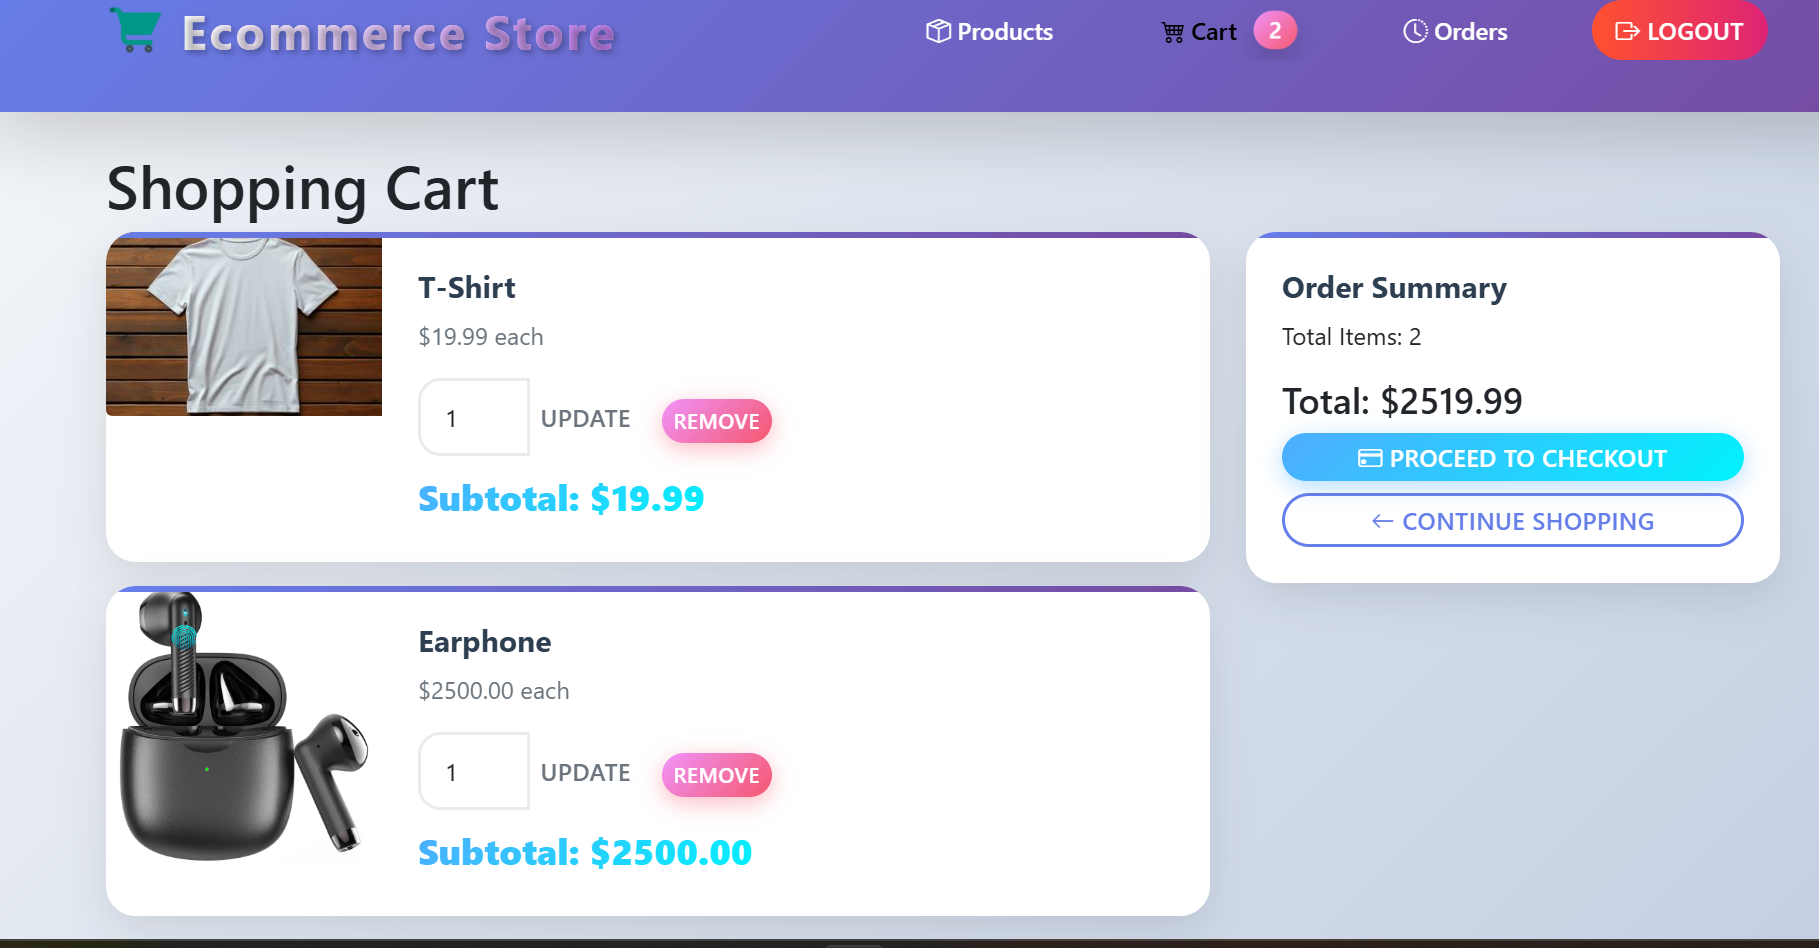 Ecommerce Store
Products
Cart 2
Orders
LOGOUT
Shopping Cart
T-Shirt
$19.99 each
1 UPDATE REMOVE
Subtotal: $19.99
Earphone
$2500.00 each
1 UPDATE REMOVE
Subtotal: $2500.00
Order Summary
Total Items: 2
Total: $2519.99
PROCEED TO CHECKOUT
← CONTINUE SHOPPING